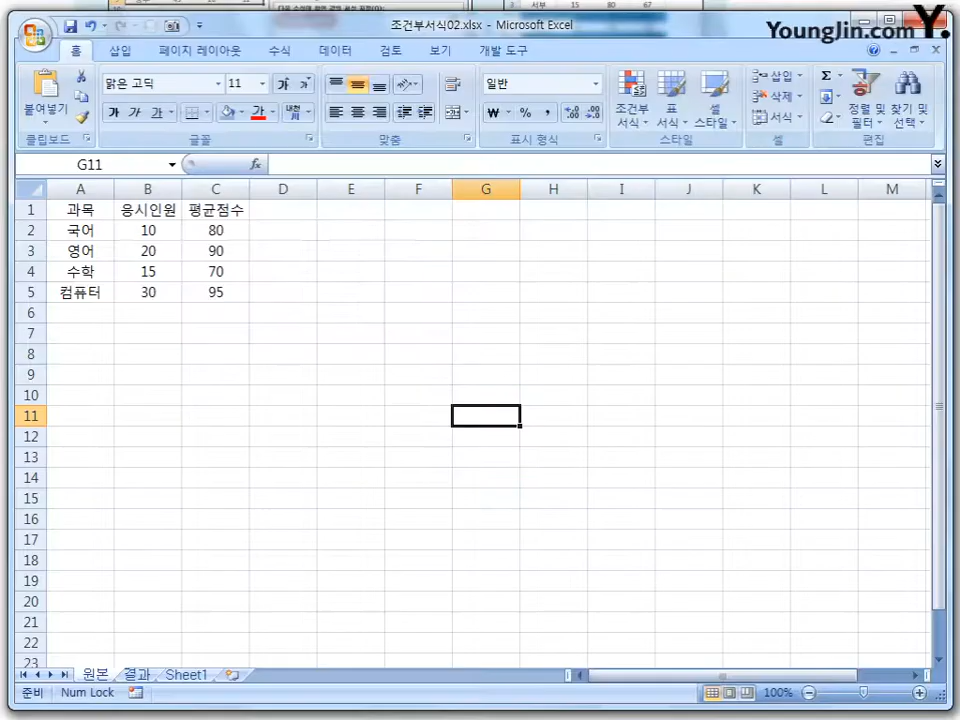 조건부서식02.xlsx - Microsoft Excel
YoungJin.com Y.
홈 삽입 페이지 레이아웃 수식 데이터 검토 보기 개발 도구
붙여넣기
클립보드
맑은 고딕 11 가 가
가 가 가 가 내천
글꼴
맞춤
일반
₩ % ,
표시 형식
조건부 서식
표 서식
셀 스타일
스타일
삽입
삭제
서식
셀
Σ
정렬 및 필터
찾기 및 선택
편집
G11 fx
A B C D E F G H I J K L M
1 과목 응시인원 평균점수
2 국어 10 80
3 영어 20 90
4 수학 15 70
5 컴퓨터 30 95
6
7
8
9
10
11
12
13
14
15
16
17
18
19
20
21
22
23
원본 결과 Sheet1
준비 Num Lock 100%